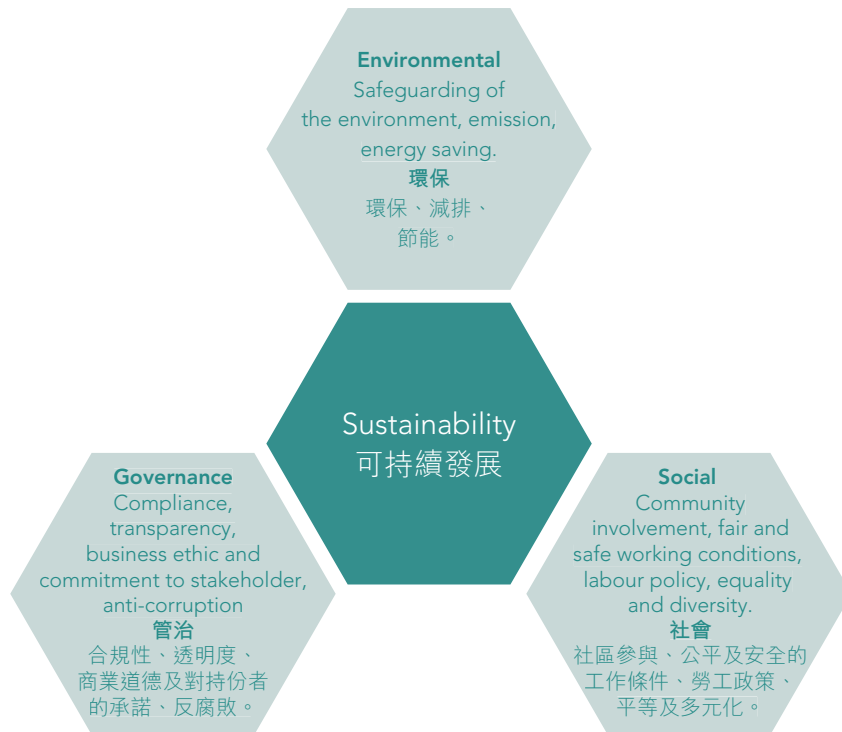 Environmental
Safeguarding of
the environment, emission,
energy saving.
環保
環保、減排、
節能。
Sustainability
可持續發展
Governance
Compliance,
transparency,
business ethic and
commitment to stakeholder,
anti-corruption
管治
合規性、透明度、
商業道德及對持份者
的承諾、反腐敗。
Social
Community
involvement, fair and
safe working conditions,
labour policy, equality
and diversity.
社會
社區參與、公平及安全的
工作條件、勞工政策、
平等及多元化。